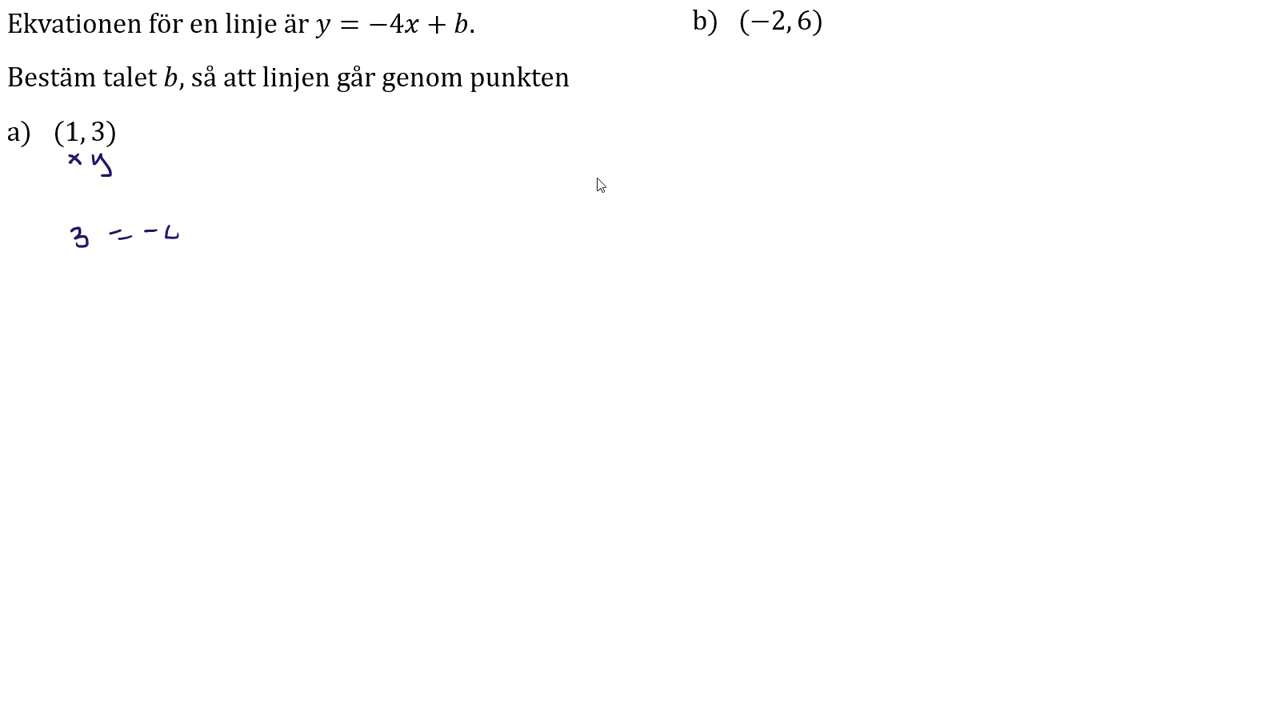 Ekvationen för en linje är y = −4x + b.
Bestäm talet b, så att linjen går genom punkten
a) (1, 3)
x y
3 = -4
b) (−2, 6)